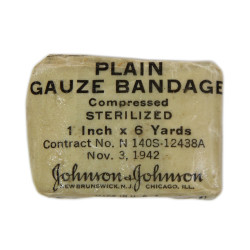 PLAIN
GAUZE BANDAGE
Compressed
STERILIZED
1 Inch x 6 Yards
Contract No. N 140S-12438A
Nov. 3, 1942
Johnson & Johnson
NEW BRUNSWICK, N.J. CHICAGO, ILL.